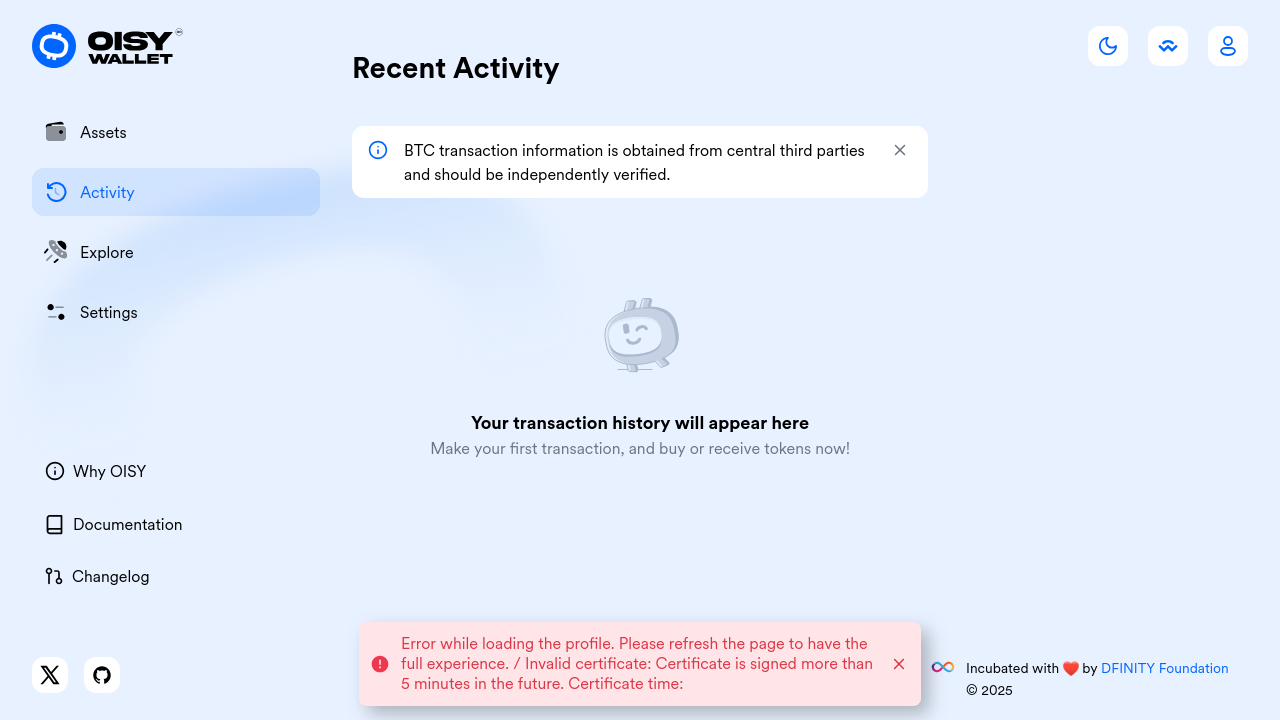 OISY
WALLET
Recent Activity
Assets
Activity
Explore
Settings
BTC transaction information is obtained from central third parties
and should be independently verified.
Your transaction history will appear here
Make your first transaction, and buy or receive tokens now!
Why OISY
Documentation
Changelog
Error while loading the profile. Please refresh the page to have the
full experience. / Invalid certificate: Certificate is signed more than
5 minutes in the future. Certificate time:
Incubated with ❤️ by DFINITY Foundation
© 2025